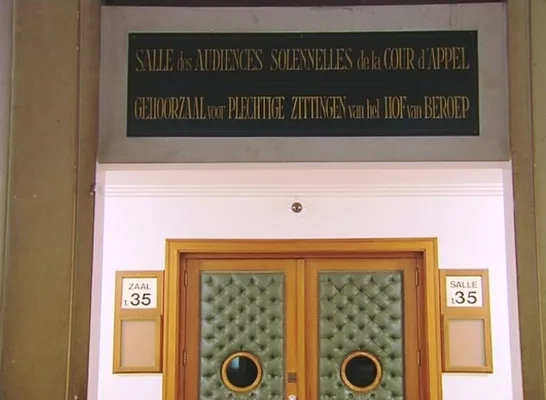 SALLE des AUDIENCES SOLENNELLES de la COUR d'APPEL
GEHOORZAAL voor PLECHTIGE ZITTINGEN van het HOF van BEROEP
ZAAL
1.35
SALLE
1.35